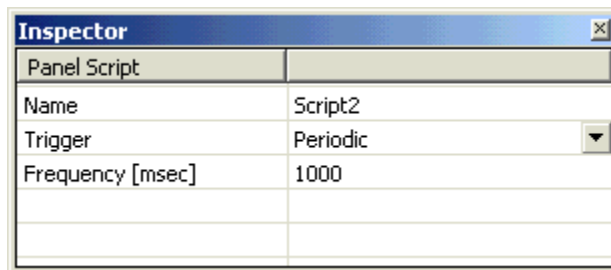 Inspector
Panel Script
Name Script2
Trigger Periodic
Frequency [msec] 1000